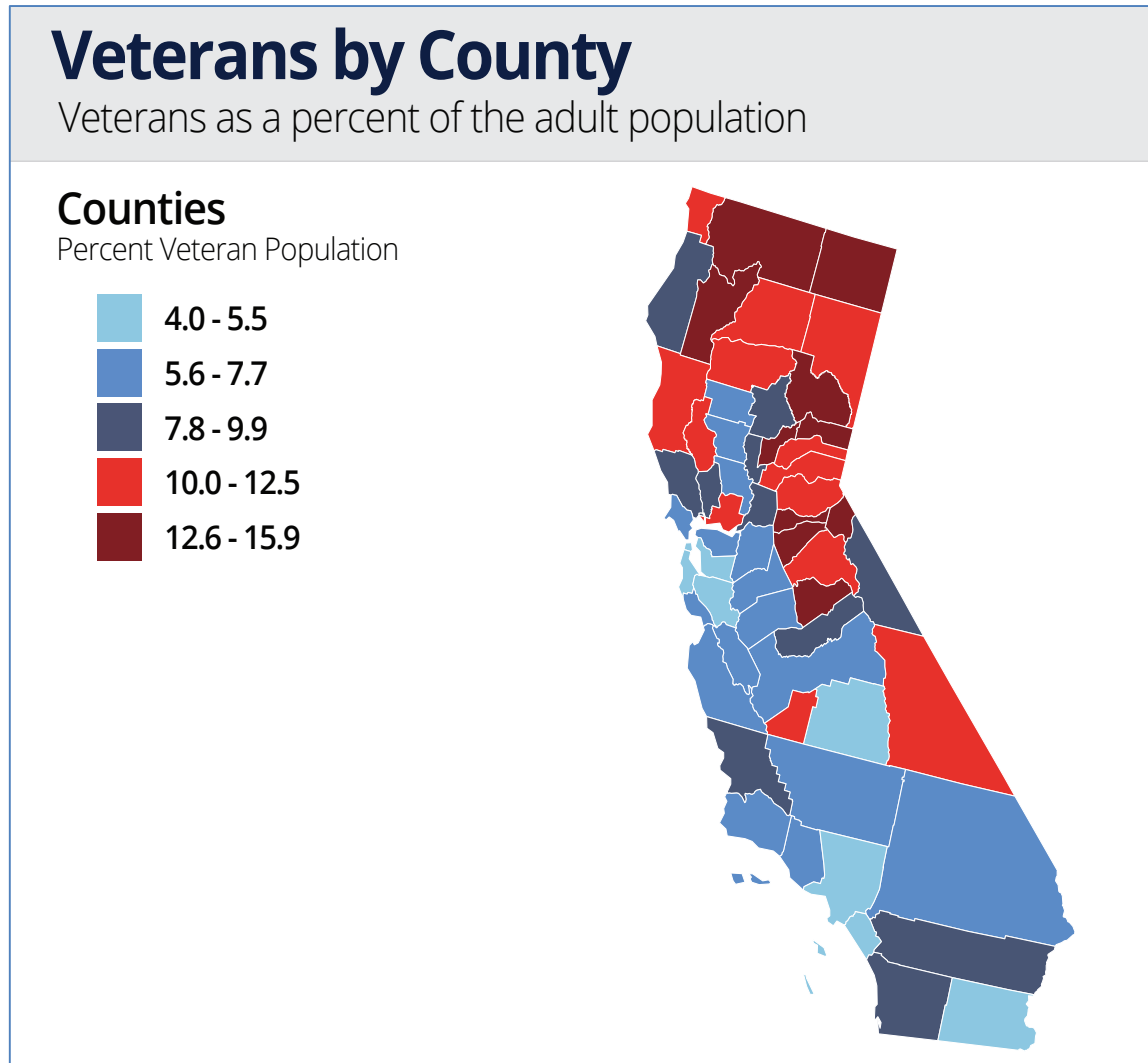 Veterans by County
Veterans as a percent of the adult population
Counties
Percent Veteran Population
4.0 - 5.5
5.6 - 7.7
7.8 - 9.9
10.0 - 12.5
12.6 - 15.9